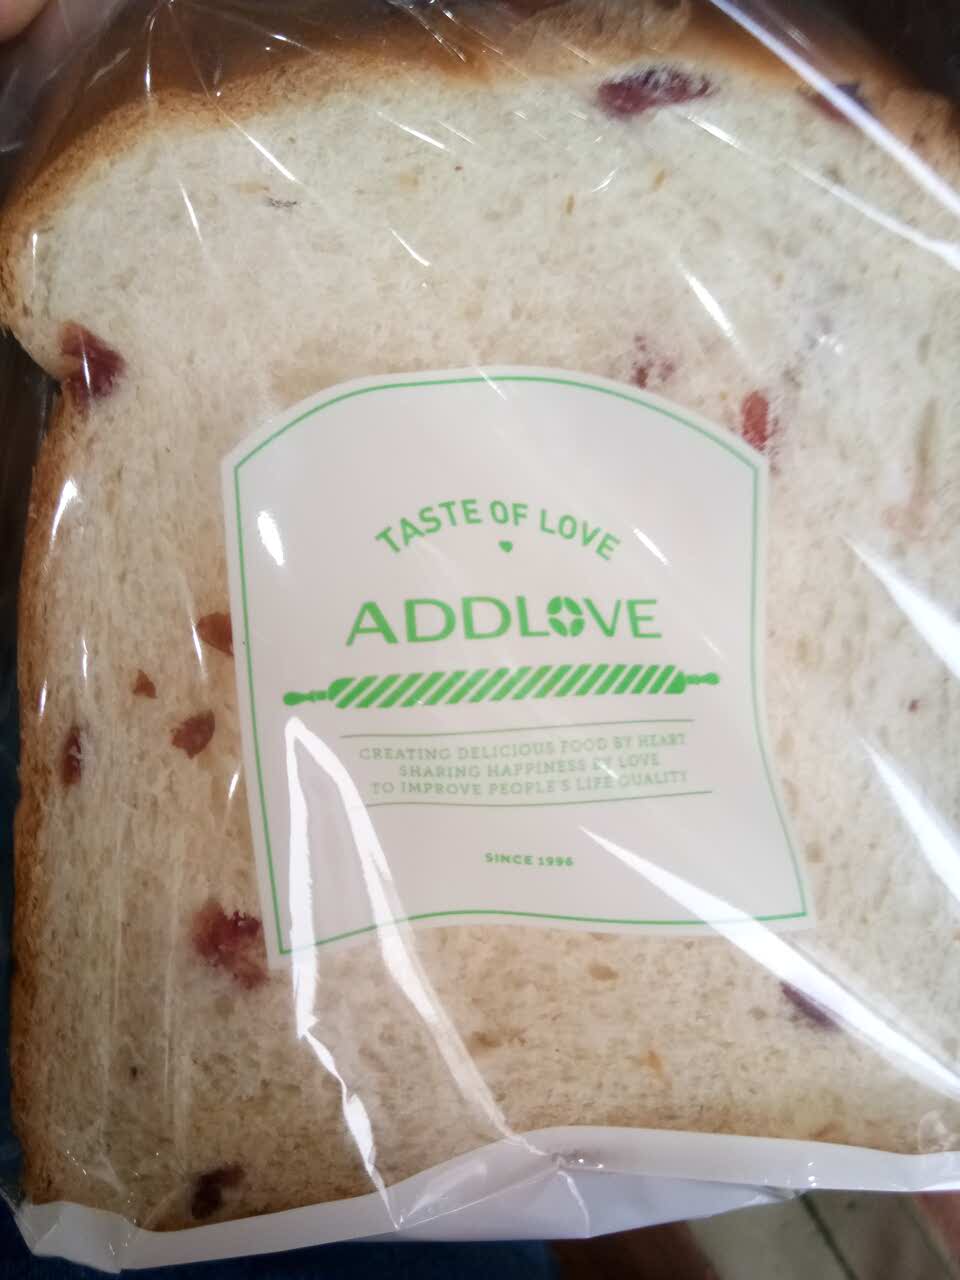 TASTE OF LOVE
ADDLOVE
CREATING DELICIOUS FOOD BY HEART
SHARING HAPPINESS BY LOVE
TO IMPROVE PEOPLE'S LIFE QUALITY
SINCE 1996